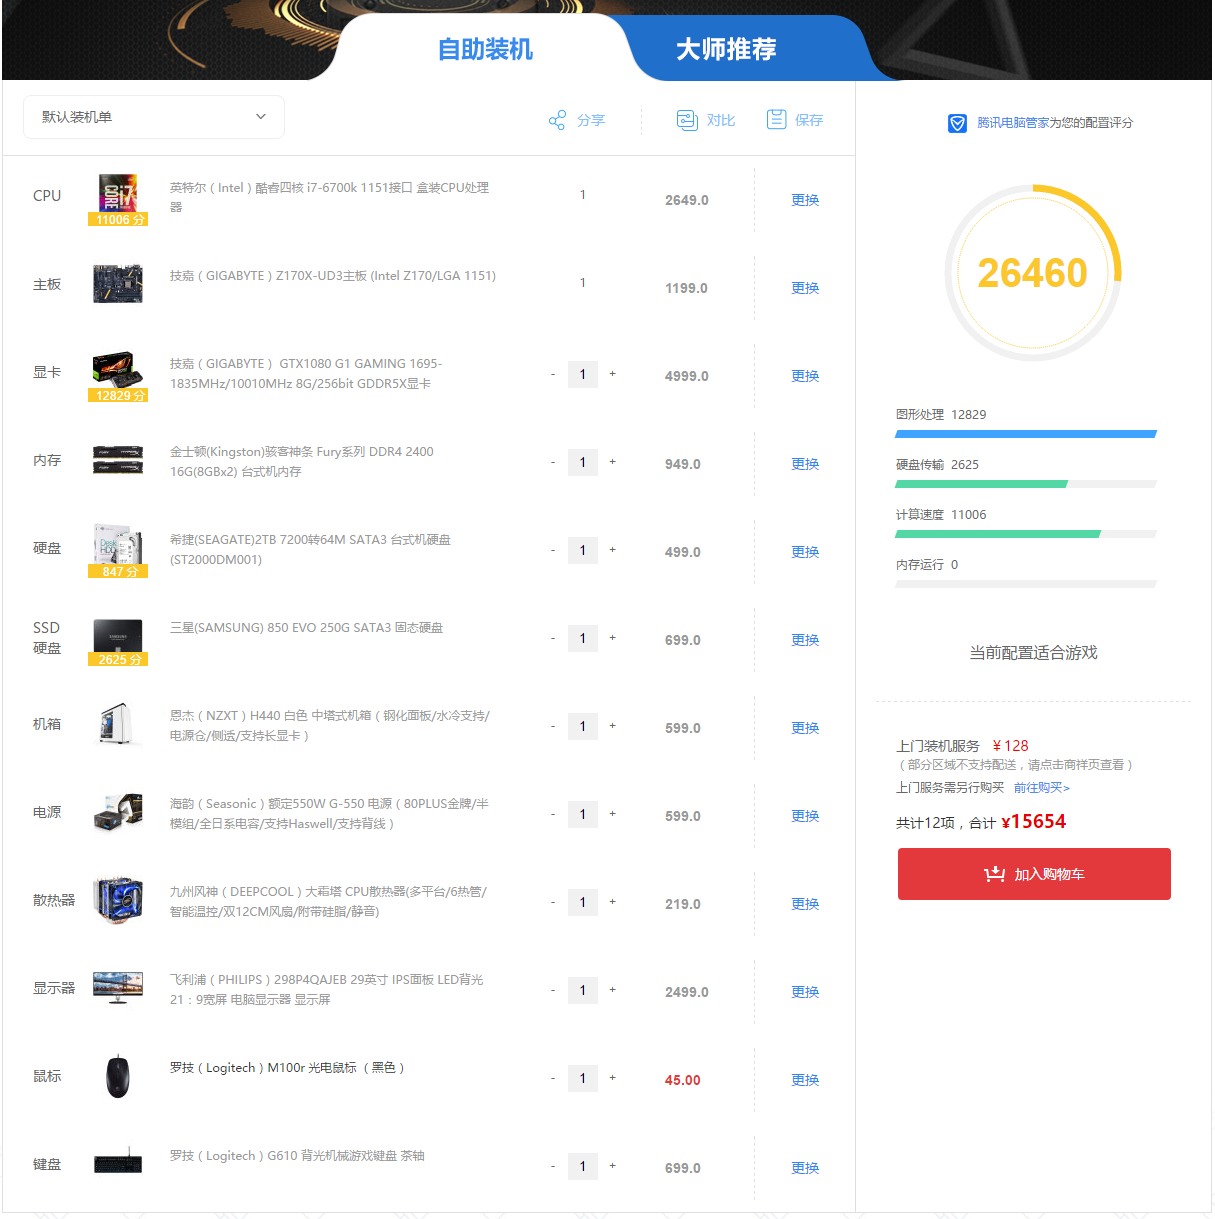 自助装机
大师推荐
默认装机单
分享
对比
保存
腾讯电脑管家为您的配置评分
CPU
11006 分
英特尔（Intel）酷睿四核 i7-6700k 1151接口 盒装CPU处理
器
1
2649.0
更换
主板
技嘉（GIGABYTE）Z170X-UD3主板 (Intel Z170/LGA 1151)
1
1199.0
更换
显卡
12829 分
技嘉（GIGABYTE） GTX1080 G1 GAMING 1695-
1835MHz/10010MHz 8G/256bit GDDR5X显卡
- 1 +
4999.0
更换
内存
金士顿(Kingston)骇客神条 Fury系列 DDR4 2400
16G(8GBx2) 台式机内存
- 1 +
949.0
更换
硬盘
847 分
希捷(SEAGATE)2TB 7200转64M SATA3 台式机硬盘
(ST2000DM001)
- 1 +
499.0
更换
SSD
硬盘
2625 分
三星(SAMSUNG) 850 EVO 250G SATA3 固态硬盘
- 1 +
699.0
更换
机箱
恩杰（NZXT）H440 白色 中塔式机箱（钢化面板/水冷支持/
电源仓/侧透/支持长显卡）
- 1 +
599.0
更换
电源
海韵（Seasonic）额定550W G-550 电源（80PLUS金牌/半
模组/全日系电容/支持Haswell/支持背线）
- 1 +
599.0
更换
散热器
九州风神（DEEPCOOL）大霜塔 CPU散热器(多平台/6热管/
智能温控/双12CM风扇/附带硅脂/静音)
- 1 +
219.0
更换
显示器
飞利浦（PHILIPS）298P4QAJEB 29英寸 IPS面板 LED背光
21：9宽屏 电脑显示器 显示屏
- 1 +
2499.0
更换
鼠标
罗技（Logitech）M100r 光电鼠标 （黑色）
- 1 +
45.00
更换
键盘
罗技（Logitech）G610 背光机械游戏键盘 茶轴
- 1 +
699.0
更换
26460
图形处理 12829
硬盘传输 2625
计算速度 11006
内存运行 0
当前配置适合游戏
上门装机服务 ￥128
（部分区域不支持配送，请点击商祥页查看）
上门服务需另行购买 前往购买>
共计12项，合计 ¥15654
加入购物车